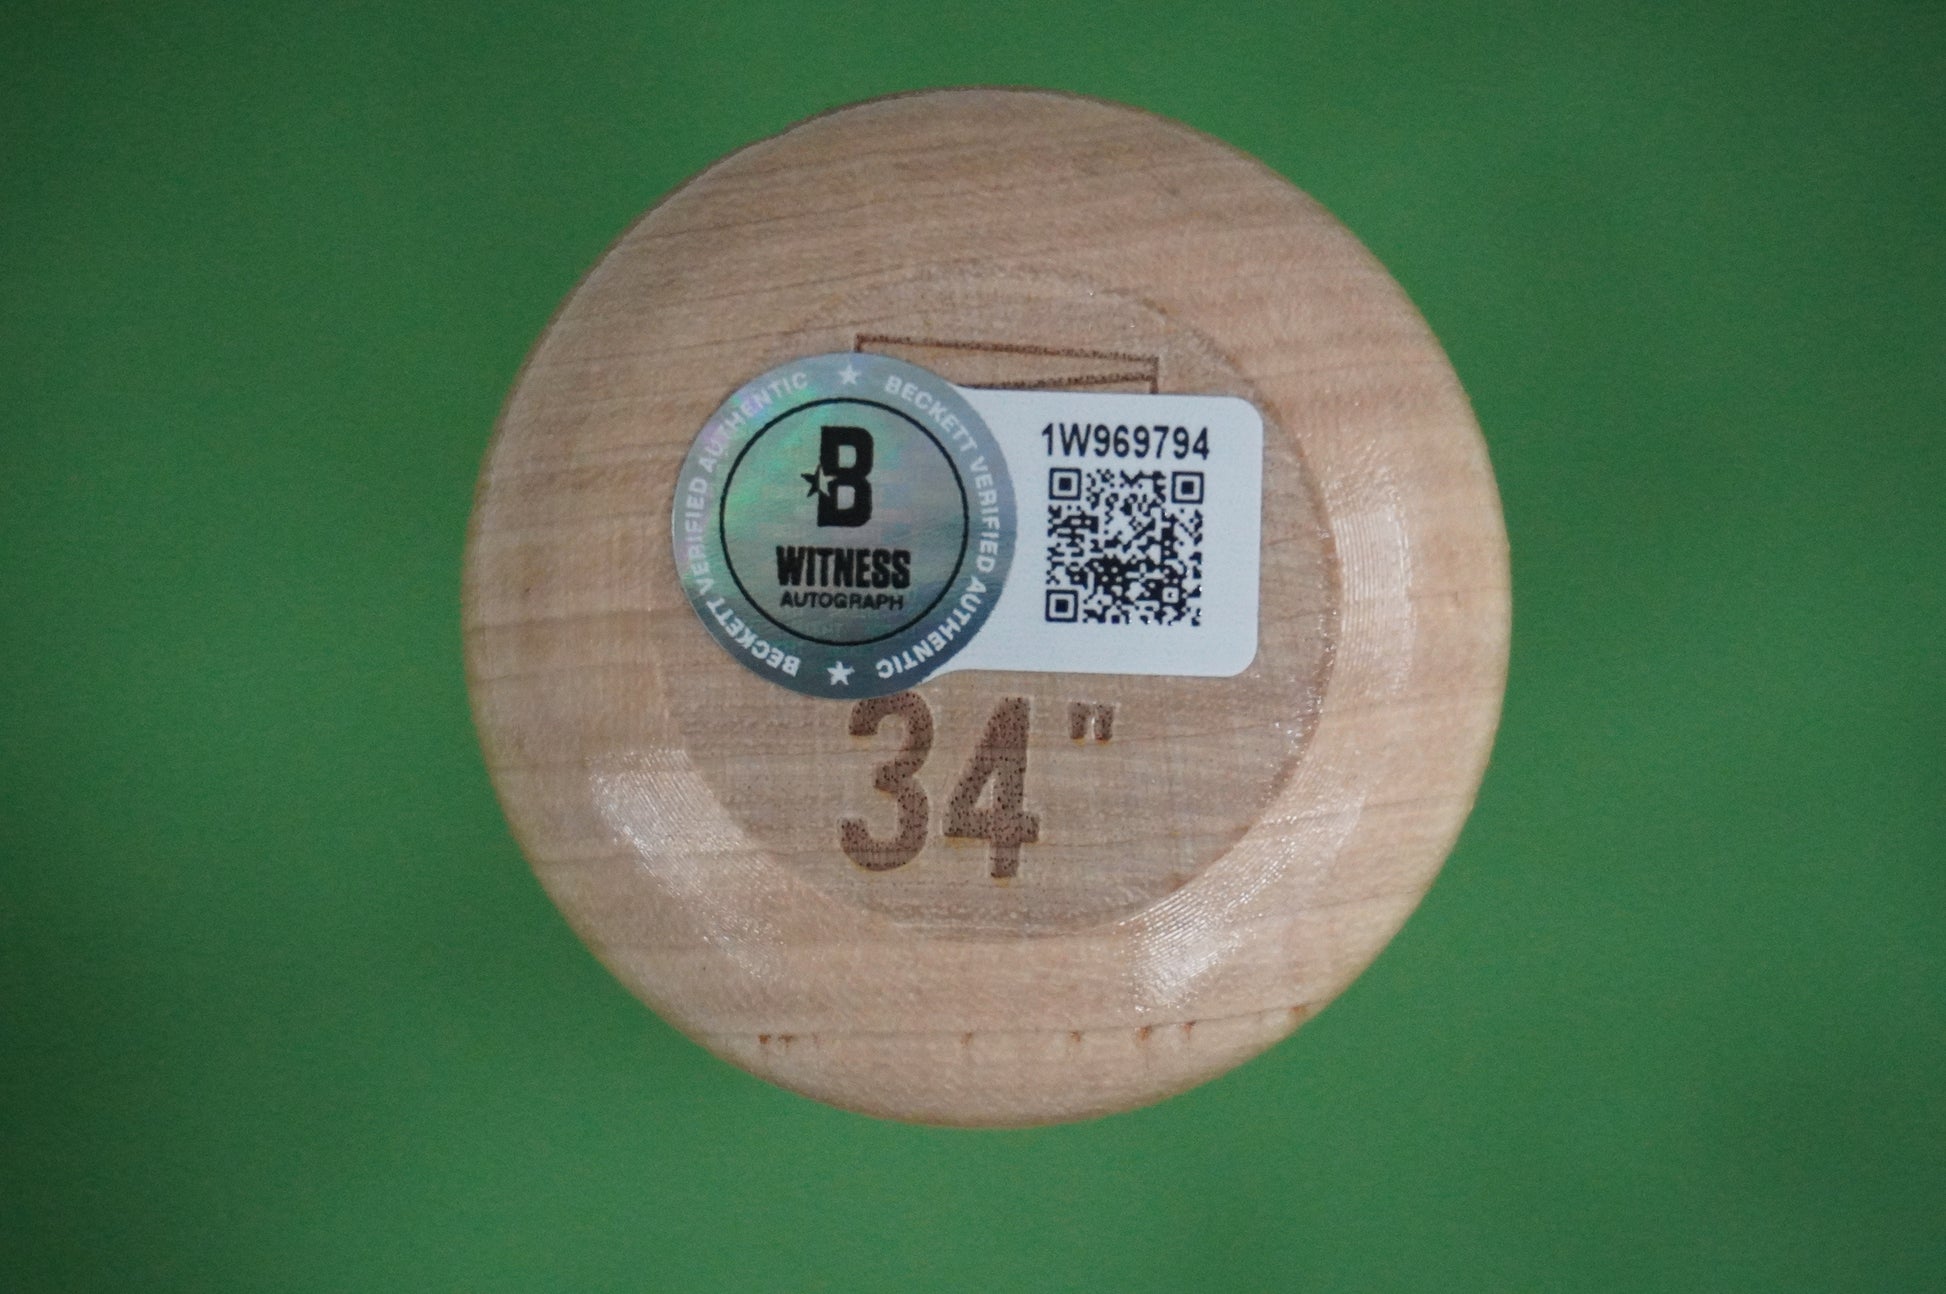 BECKETT VERIFIED AUTHENTIC ★ BECKETT VERIFIED AUTHENTIC ★
B
WITNESS
AUTOGRAPH
1W969794
34"